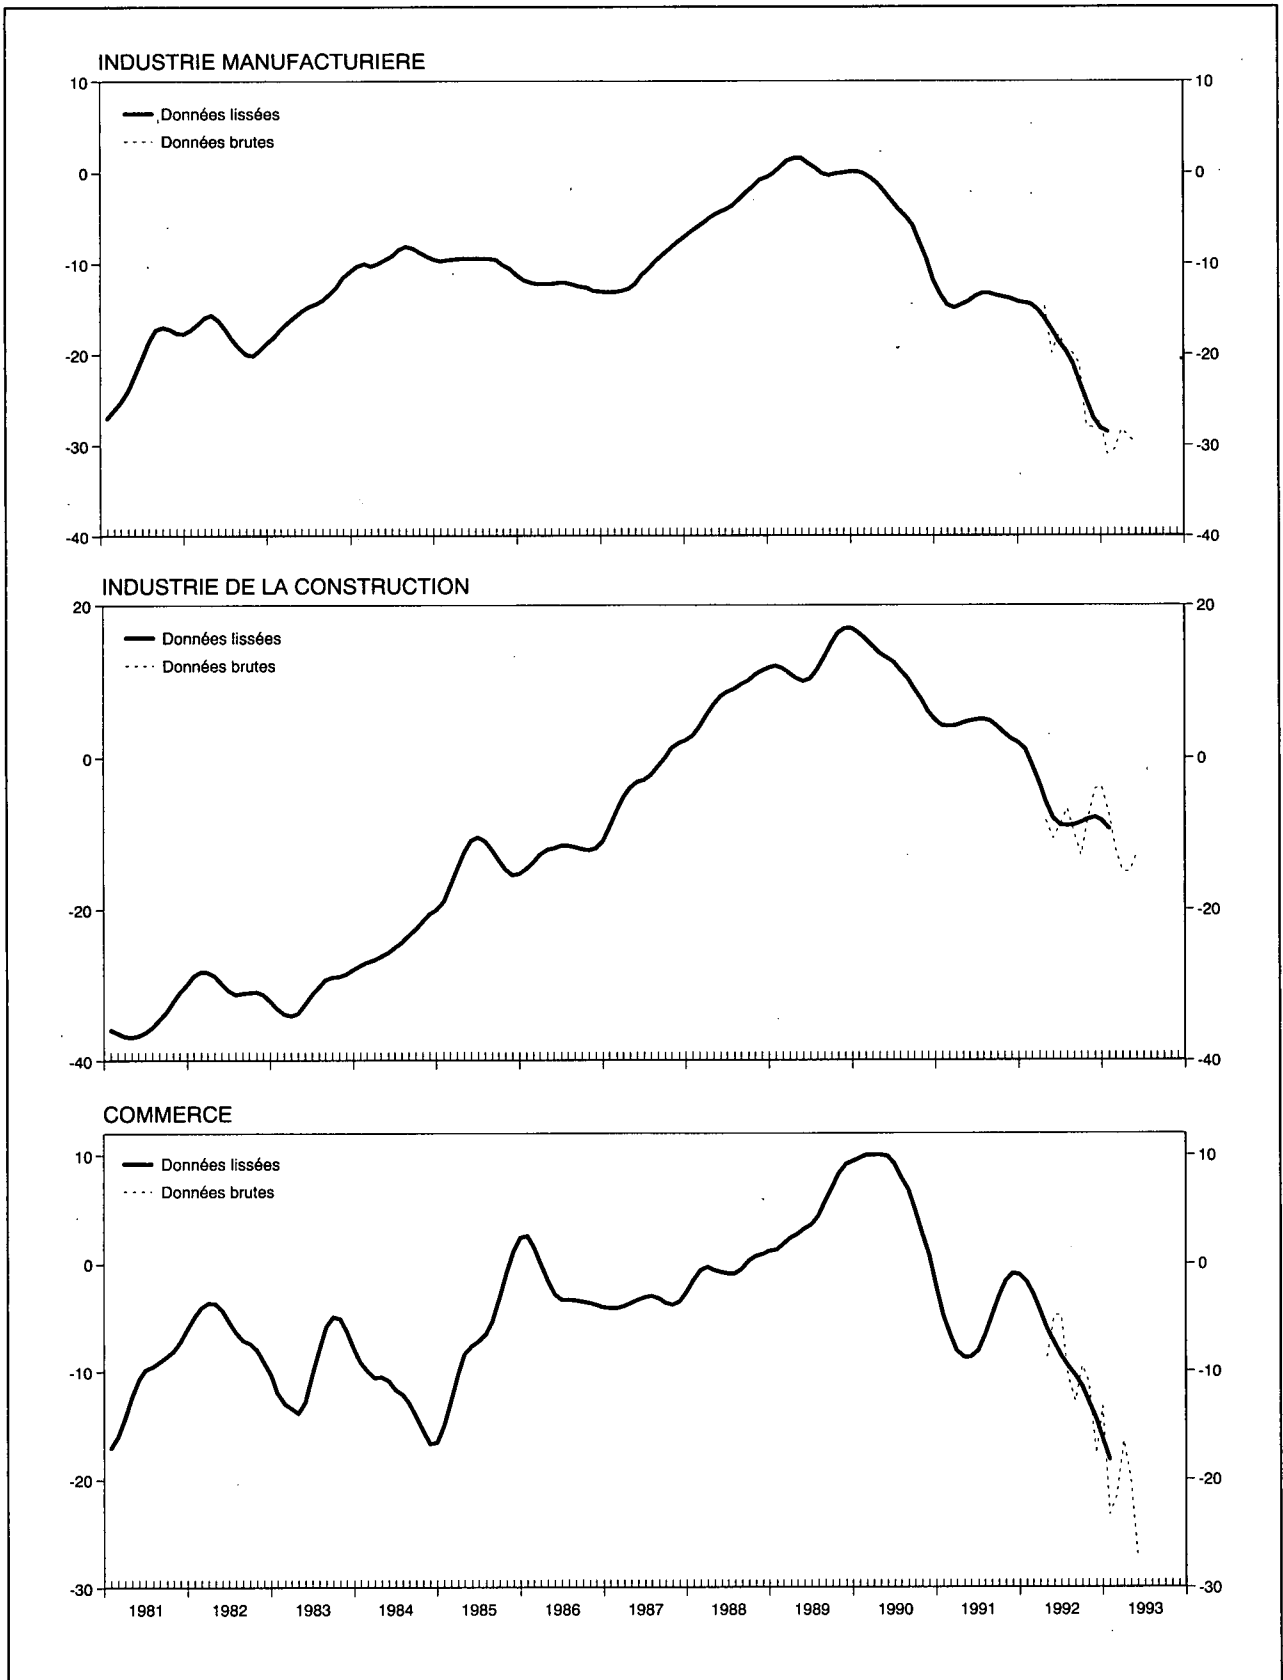 INDUSTRIE MANUFACTURIERE
10 10
Données lissées
Données brutes
0 0
-10 -10
-20 -20
-30 -30
-40 -40
INDUSTRIE DE LA CONSTRUCTION
20 20
Données lissées
Données brutes
0 0
-20 -20
-40 -40
COMMERCE
10 10
Données lissées
Données brutes
0 0
-10 -10
-20 -20
-30 -30
1981 1982 1983 1984 1985 1986 1987 1988 1989 1990 1991 1992 1993